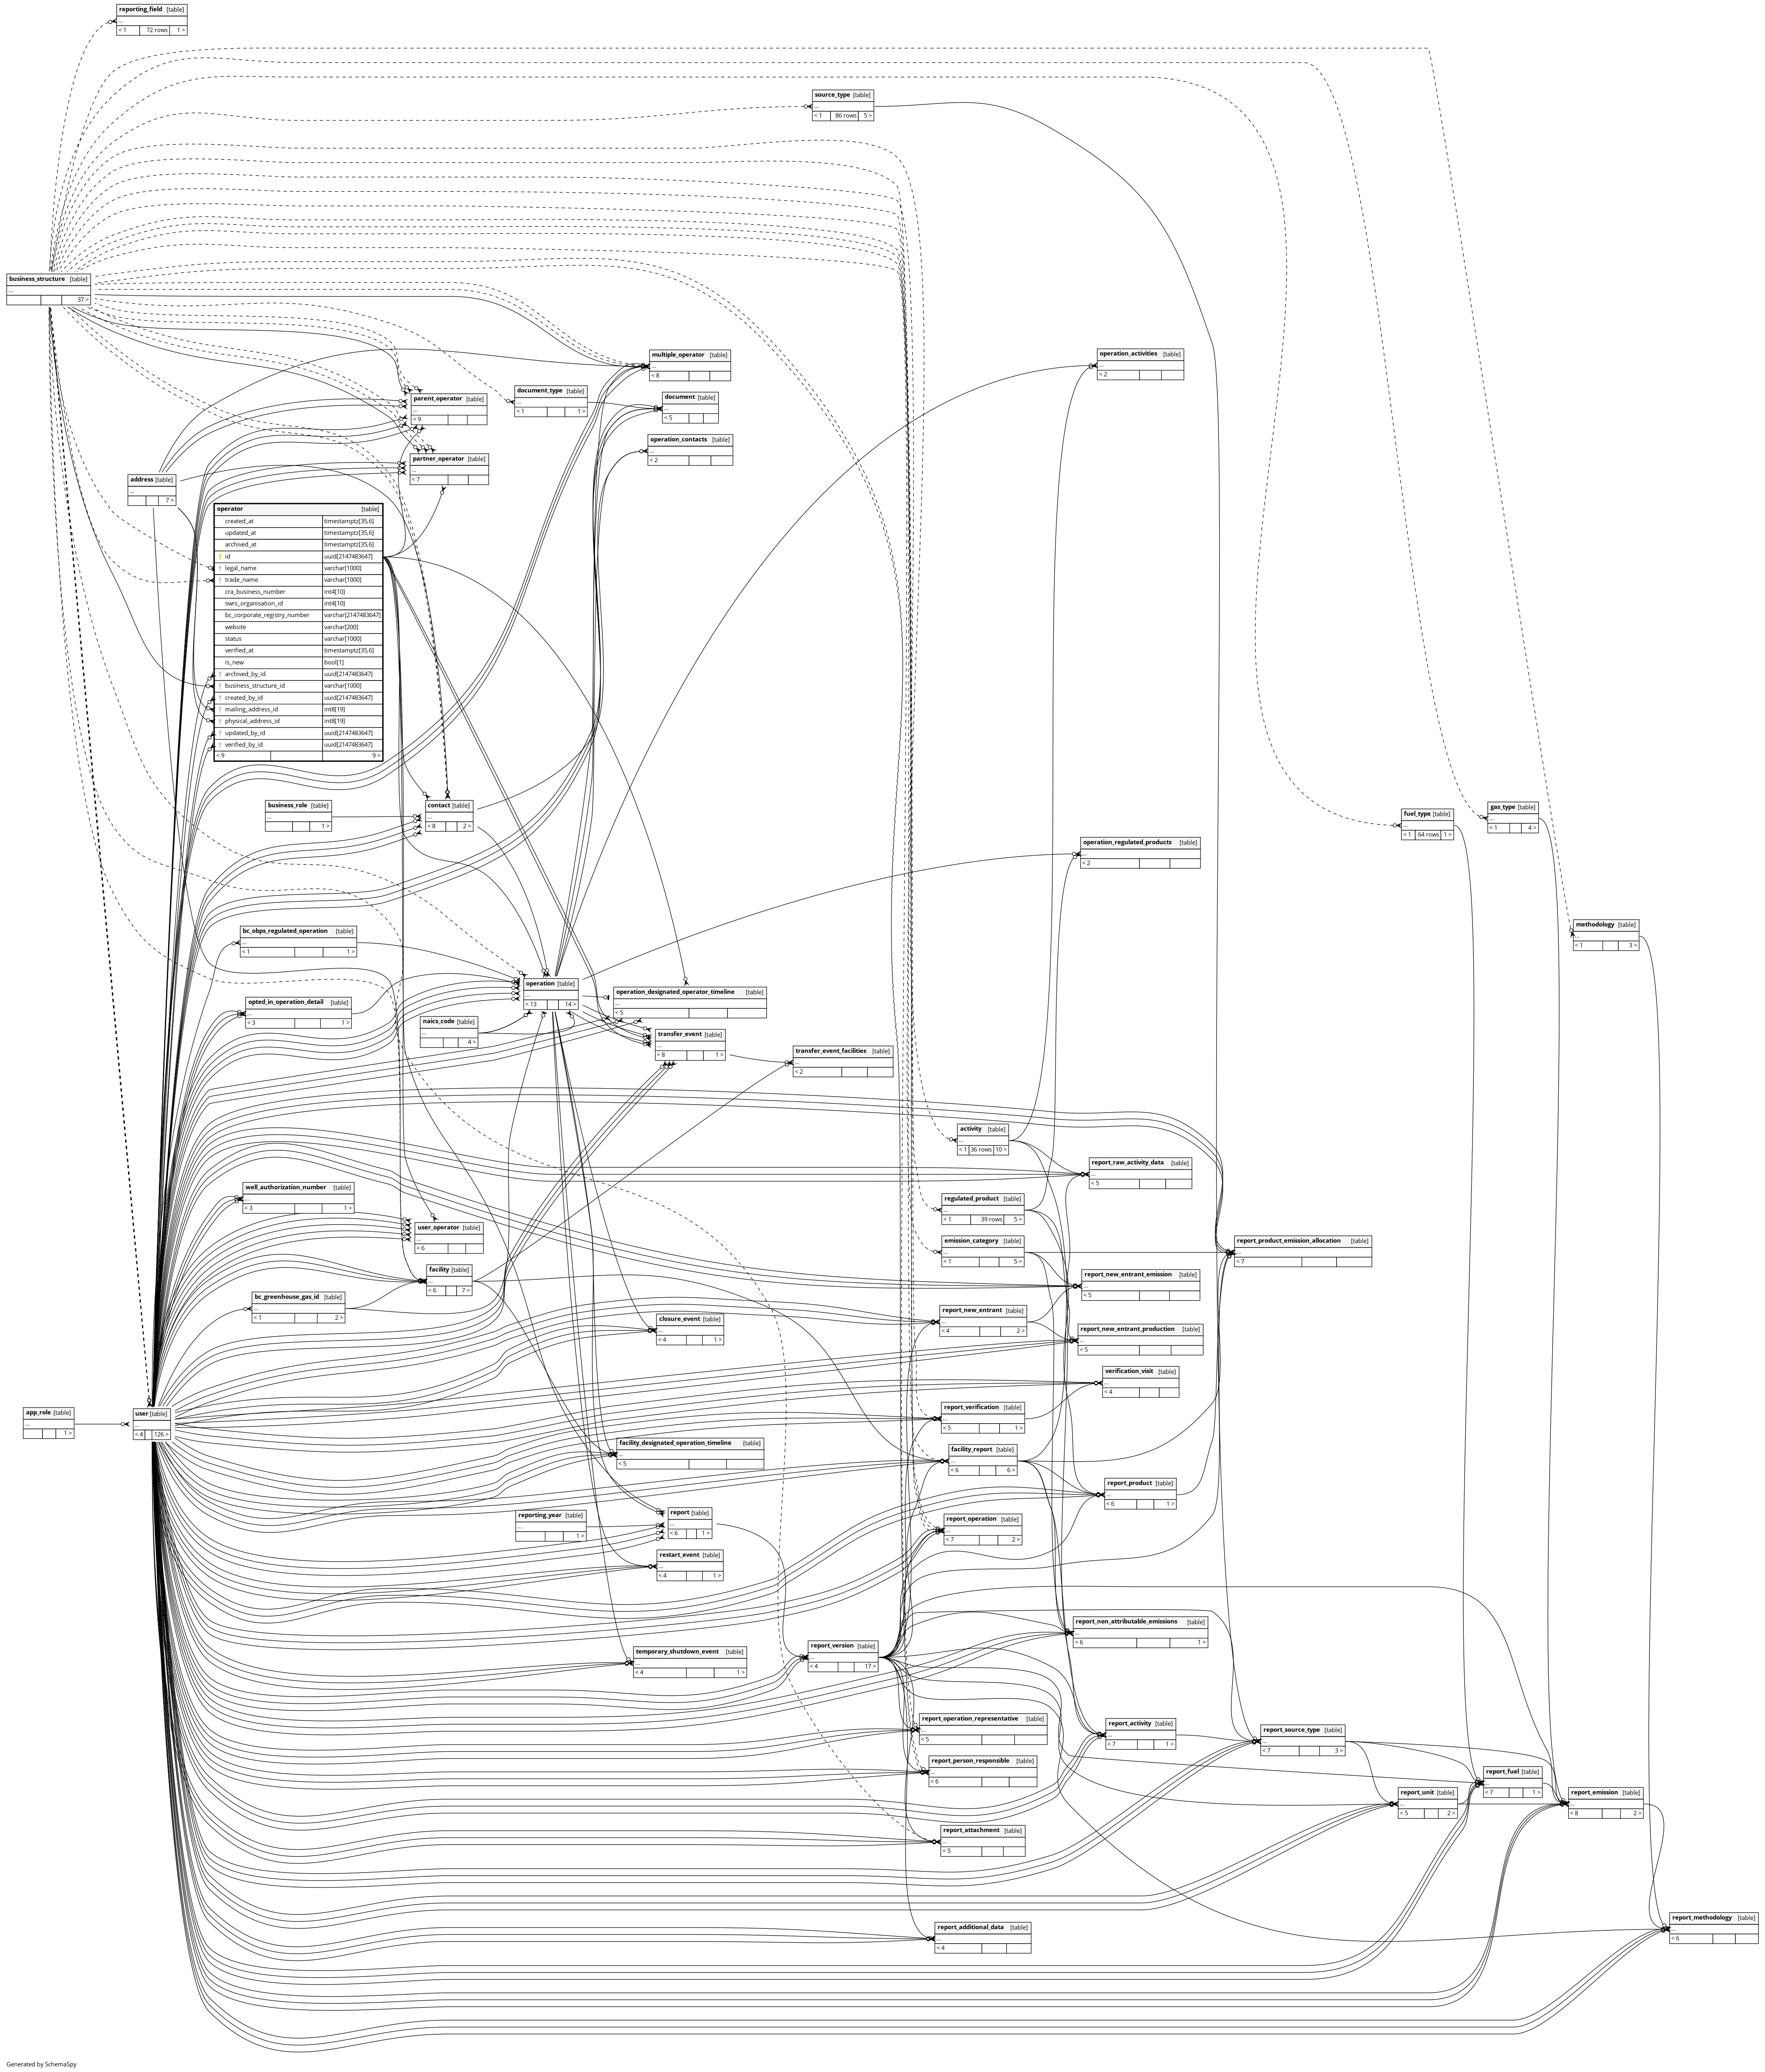 reporting_field [table]
...
< 1 72 rows 1 >
source_type [table]
...
< 1 86 rows 5 >
business_structure [table]
...
37 >
multiple_operator [table]
...
< 8
operation_activities [table]
...
< 2
parent_operator [table]
...
< 9
document_type [table]
...
< 1 1 >
document [table]
...
< 5
operation_contacts [table]
...
< 2
partner_operator [table]
...
< 7
address [table]
...
7 >
operator [table]
created_at timestamptz[35,6]
updated_at timestamptz[35,6]
archived_at timestamptz[35,6]
id uuid[2147483647]
legal_name varchar[1000]
trade_name varchar[1000]
cra_business_number int4[10]
swrs_organisation_id int4[10]
bc_corporate_registry_number varchar[2147483647]
website varchar[200]
status varchar[1000]
verified_at timestamptz[35,6]
is_new bool[1]
archived_by_id uuid[2147483647]
business_structure_id varchar[1000]
created_by_id uuid[2147483647]
mailing_address_id int8[19]
physical_address_id int8[19]
updated_by_id uuid[2147483647]
verified_by_id uuid[2147483647]
< 9 9 >
business_role [table]
...
1 >
contact [table]
...
< 8 2 >
fuel_type [table]
...
< 1 64 rows 1 >
gas_type [table]
...
< 1 4 >
operation_regulated_products [table]
...
< 2
methodology [table]
...
< 1 3 >
bc_obps_regulated_operation [table]
...
< 1 1 >
operation [table]
...
< 13 14 >
operation_designated_operator_timeline [table]
...
< 5
opted_in_operation_detail [table]
...
< 3 1 >
naics_code [table]
...
4 >
transfer_event [table]
...
< 8 1 >
transfer_event_facilities [table]
...
< 2
activity [table]
...
< 1 36 rows 10 >
report_raw_activity_data [table]
...
< 5
well_authorization_number [table]
...
< 3 1 >
regulated_product [table]
...
< 1 39 rows 5 >
user_operator [table]
...
< 6
emission_category [table]
...
< 1 5 >
report_product_emission_allocation [table]
...
< 7
facility [table]
...
< 6 7 >
report_new_entrant_emission [table]
...
< 5
bc_greenhouse_gas_id [table]
...
< 1 2 >
closure_event [table]
...
< 4 1 >
report_new_entrant [table]
...
< 4 2 >
report_new_entrant_production [table]
...
< 5
verification_visit [table]
...
< 4
app_role [table]
...
1 >
user [table]
...
< 4 126 >
report_verification [table]
...
< 5 1 >
facility_designated_operation_timeline [table]
...
< 5
facility_report [table]
...
< 6 6 >
report_product [table]
...
< 6 1 >
reporting_year [table]
...
1 >
report [table]
...
< 6 1 >
report_operation [table]
...
< 7 2 >
restart_event [table]
...
< 4 1 >
report_non_attributable_emissions [table]
...
< 6 1 >
temporary_shutdown_event [table]
...
< 4 1 >
report_version [table]
...
< 4 17 >
report_operation_representative [table]
...
< 5
report_activity [table]
...
< 7 1 >
report_source_type [table]
...
< 7 3 >
report_person_responsible [table]
...
< 6
report_fuel [table]
...
< 7 1 >
report_unit [table]
...
< 5 2 >
report_emission [table]
...
< 8 2 >
report_attachment [table]
...
< 5
report_additional_data [table]
...
< 4
report_methodology [table]
...
< 6
Generated by SchemaSpy